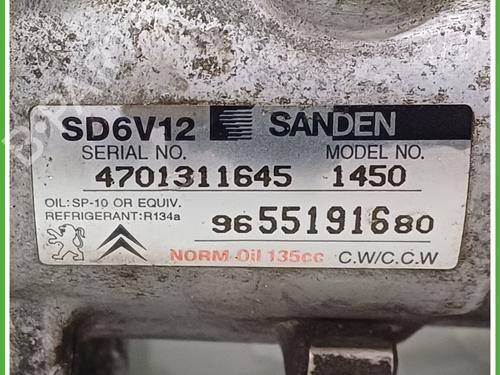 SD6V12 SANDEN
SERIAL NO. MODEL NO.
4701311645 1450
OIL: SP-10 OR EQUIV.
REFRIGERANT: R134a
9655191680
NORM Oil 135cc C.W/C.C.W